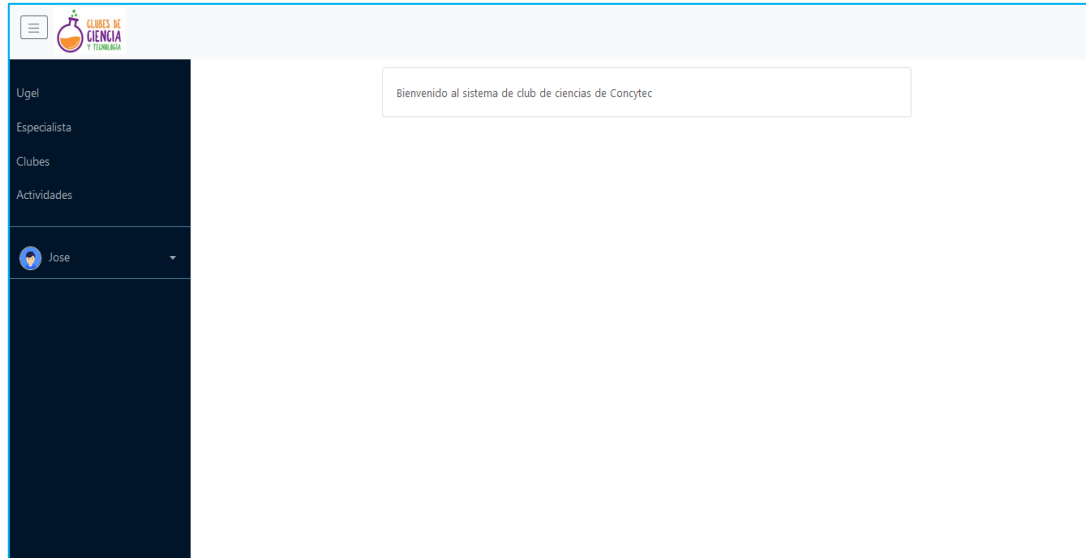 CLUBES DE
CIENCIA
Y TECNOLOGÍA
Bienvenido al sistema de club de ciencias de Concytec
Ugel
Especialista
Clubes
Actividades
Jose